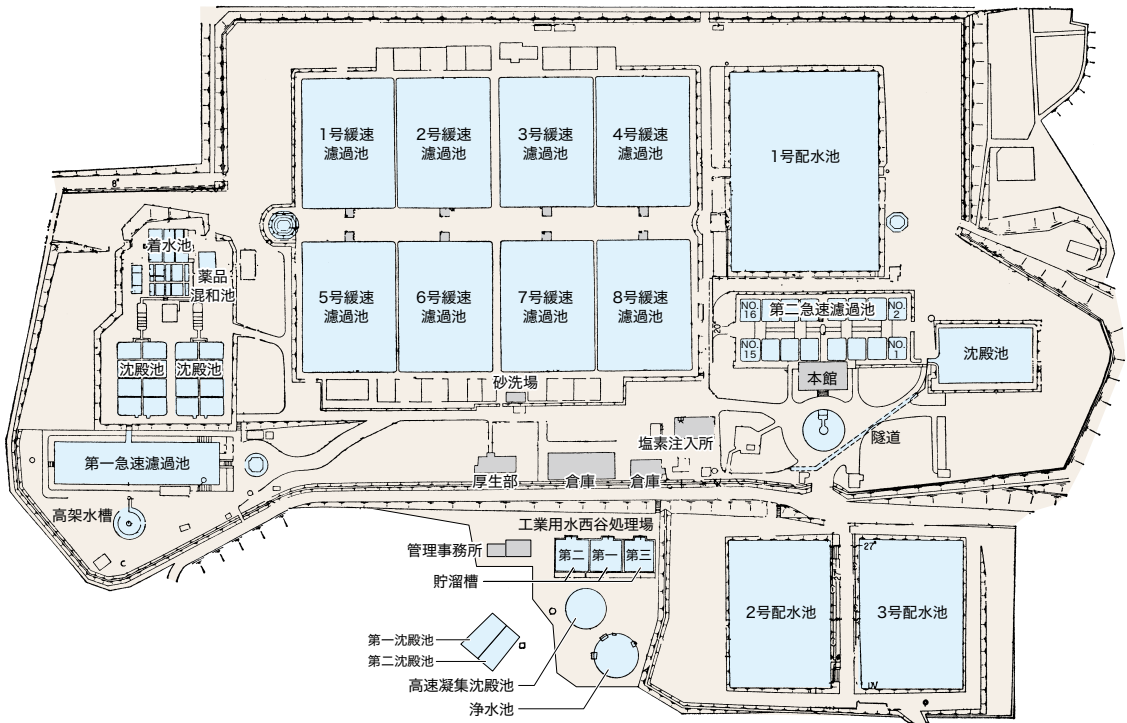 1号緩速
濾過池
2号緩速
濾過池
3号緩速
濾過池
4号緩速
濾過池
1号配水池
8"
着水池
薬品
混和池
5号緩速
濾過池
6号緩速
濾過池
7号緩速
濾過池
8号緩速
濾過池
20"
NO.
16
第二急速濾過池
NO.
2
NO.
15
NO.
1
沈殿池
沈殿池
沈殿池
本館
砂洗場
塩素注入所
隧道
第一急速濾過池
厚生部
倉庫
倉庫
高架水槽
工業用水西谷処理場
管理事務所
第二
第一
第三
貯溜槽
27"
2号配水池
3号配水池
第一沈殿池
第二沈殿池
高速凝集沈殿池
浄水池